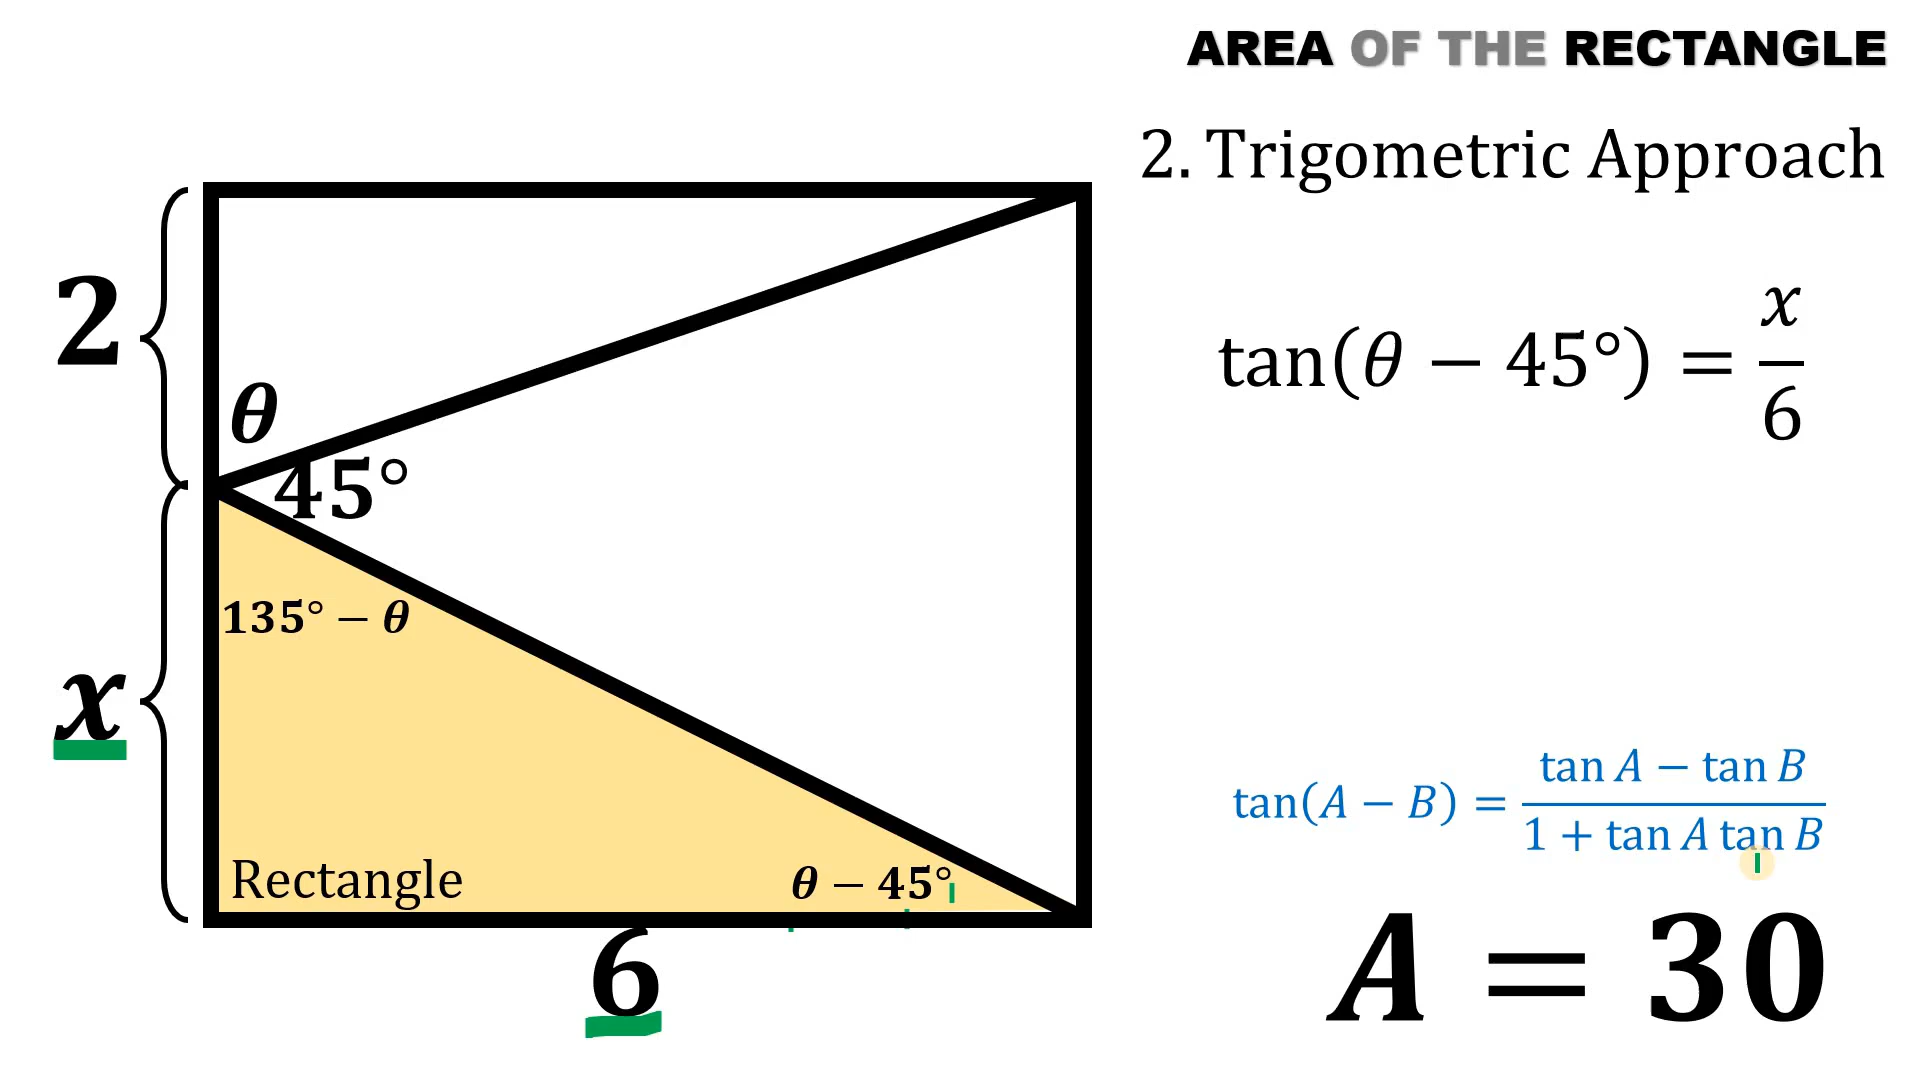 AREA OF THE RECTANGLE
2. Trigometric Approach
2
θ
45°
tan(θ − 45°) = x/6
135° − θ
x
tan(A − B) = (tan A − tan B)/(1 + tan A tan B)
Rectangle
θ − 45°
6
A = 30